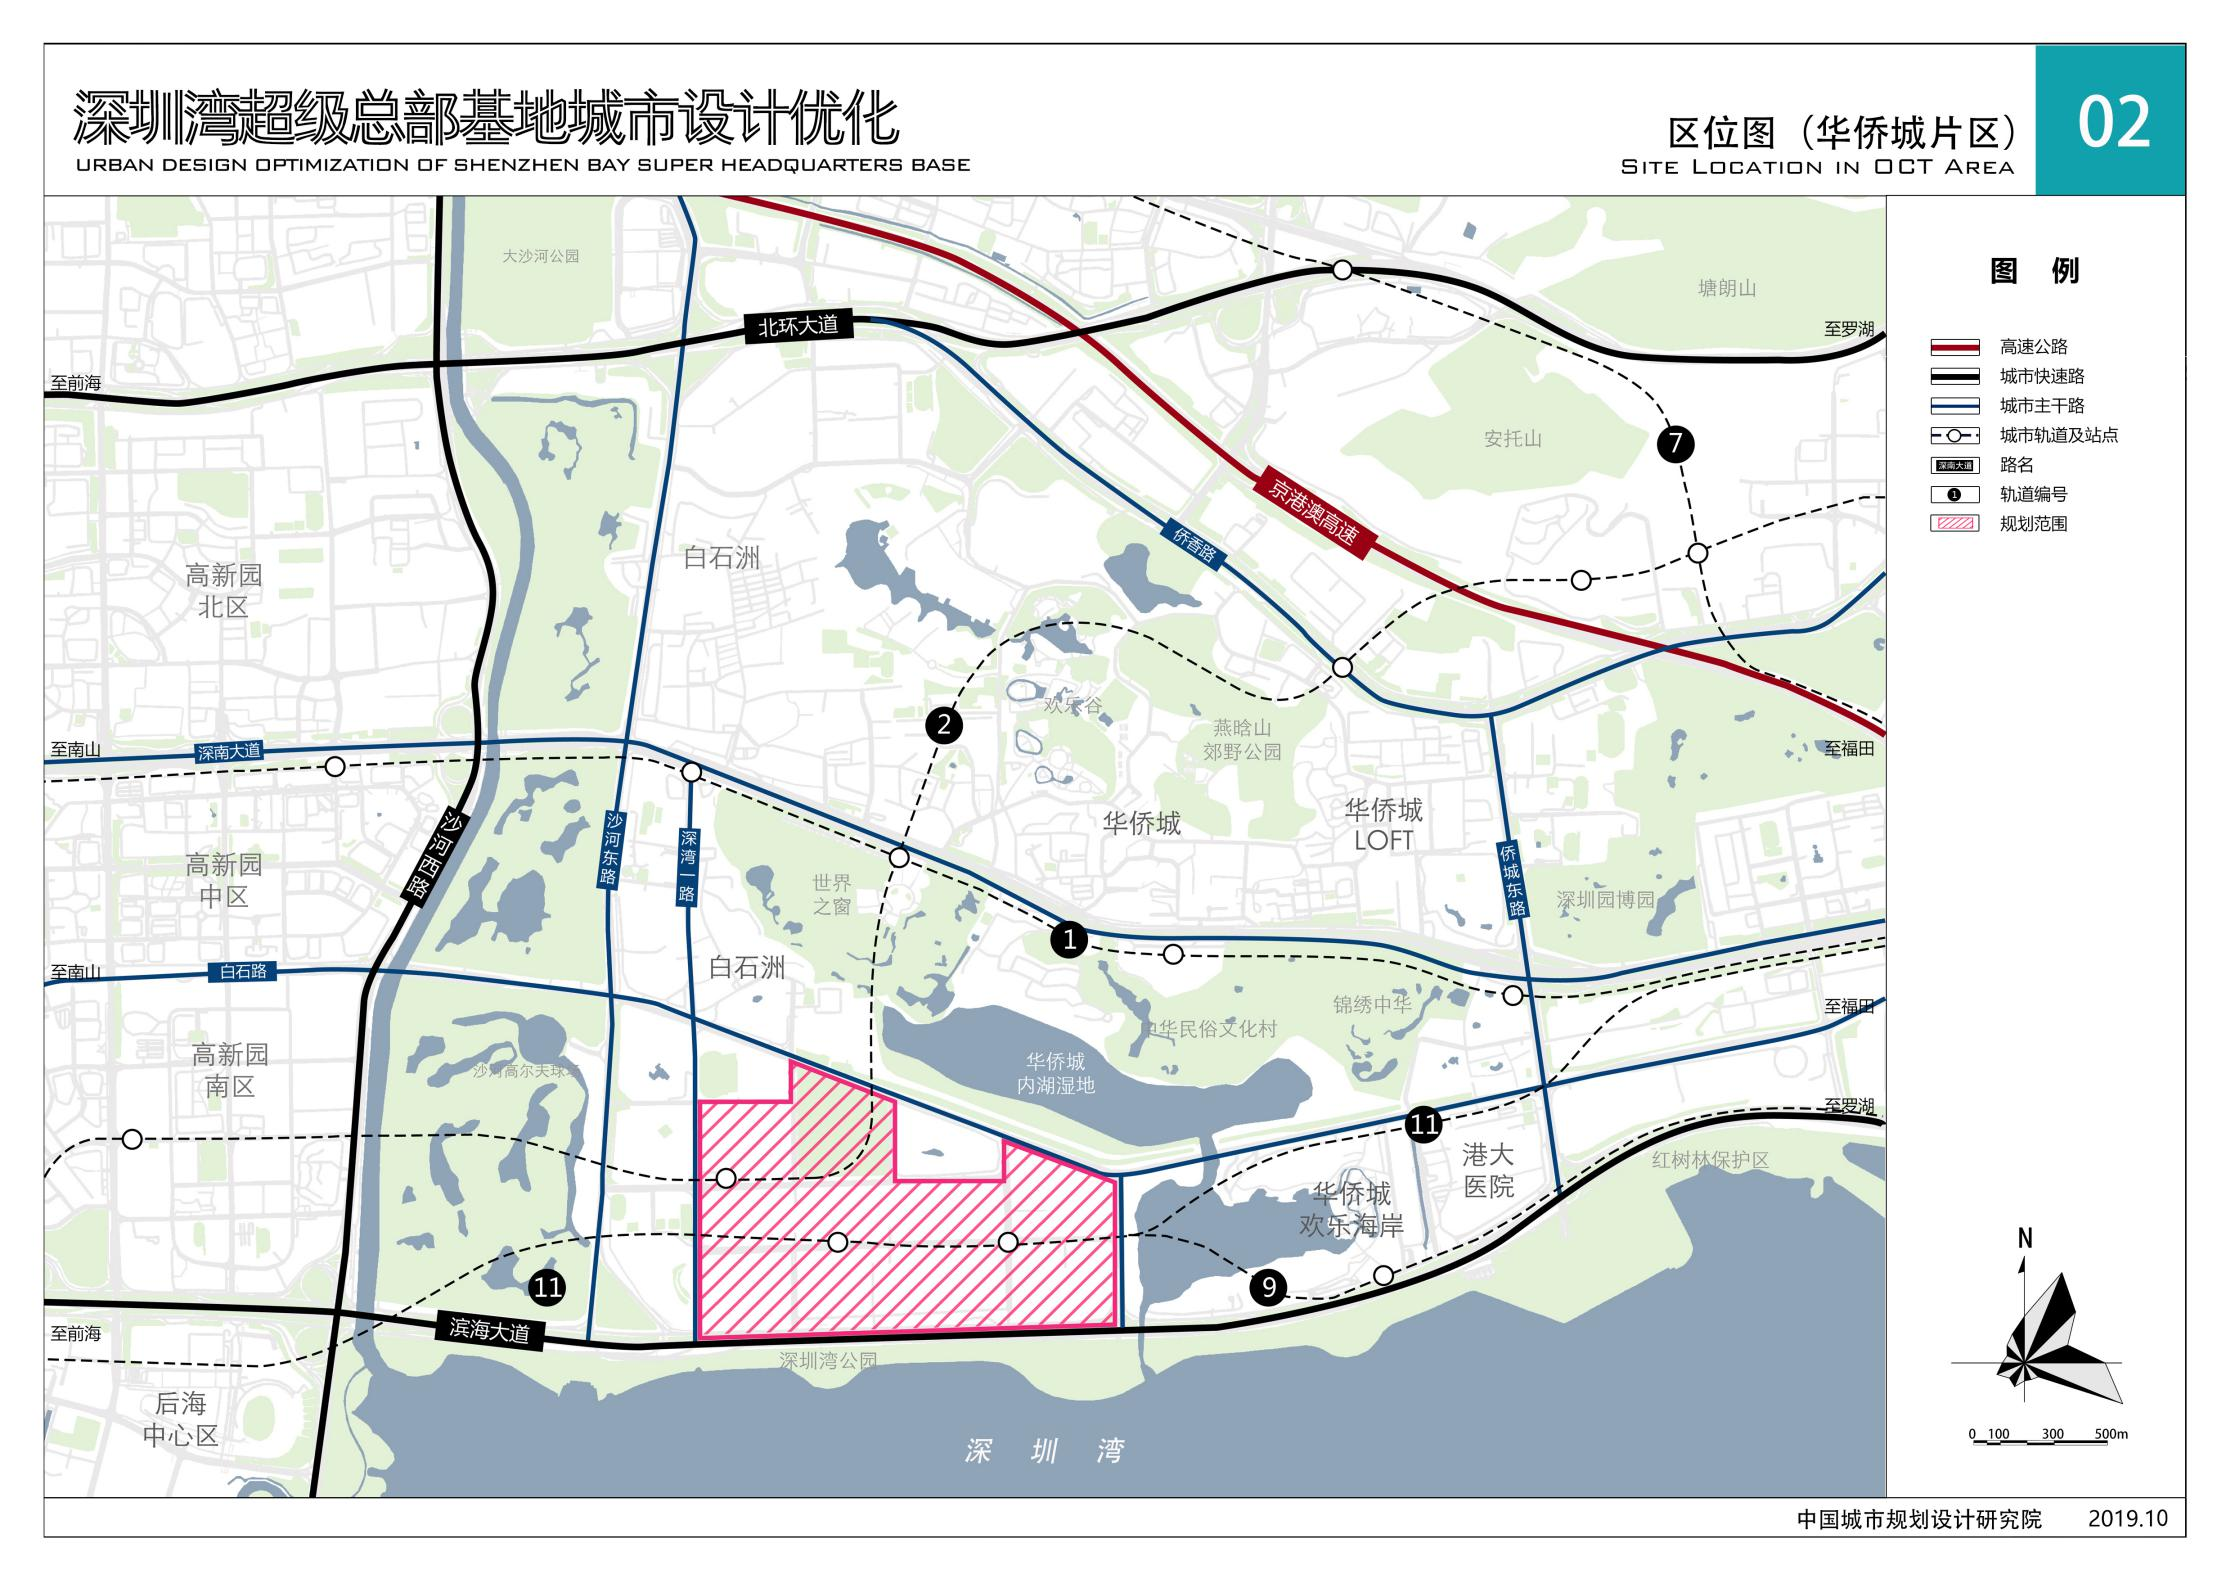 深圳湾超级总部基地城市设计优化
URBAN DESIGN OPTIMIZATION OF SHENZHEN BAY SUPER HEADQUARTERS BASE
区位图（华侨城片区）
SITE LOCATION IN OCT AREA
02
大沙河公园
塘朗山
北环大道
至罗湖
至前海
安托山
7
京港澳高速
侨香路
白石洲
高新园
北区
欢乐谷
2
燕晗山
郊野公园
至南山
深南大道
至福田
沙河西路
沙河东路
深湾一路
华侨城
华侨城
LOFT
侨城东路
高新园
中区
世界
之窗
深圳园博园
1
至南山
白石路
白石洲
锦绣中华
至福田
中华民俗文化村
高新园
南区
沙河高尔夫球场
华侨城
内湖湿地
至罗湖
11
港大
医院
红树林保护区
华侨城
欢乐海岸
11
9
至前海
滨海大道
深圳湾公园
后海
中心区
深圳湾
图例
高速公路
城市快速路
城市主干路
城市轨道及站点
深南大道
路名
1
轨道编号
规划范围
N
0 100 300 500m
中国城市规划设计研究院 2019.10